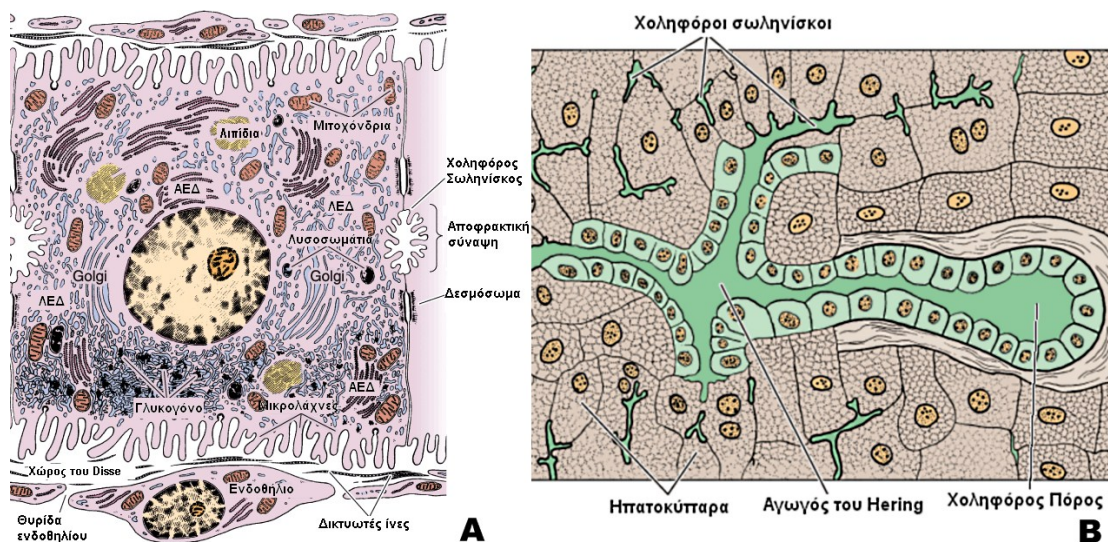 Μιτοχόνδρια
Λιπίδια
Χοληφόρος
Σωληνίσκος
ΑΕΔ
ΛΕΔ
Αποφρακτική
σύναψη
Λυσοσωμάτια
Golgi
Golgi
ΛΕΔ
Δεσμόσωμα
ΑΕΔ
Γλυκογόνο
Μικρολάχνες
Χώρος του Disse
Ενδοθήλιο
Θυρίδα
ενδοθηλίου
Δικτυωτές ίνες
A
Χοληφόροι σωληνίσκοι
Ηπατοκύτταρα
Αγωγός του Hering
Χοληφόρος Πόρος
B